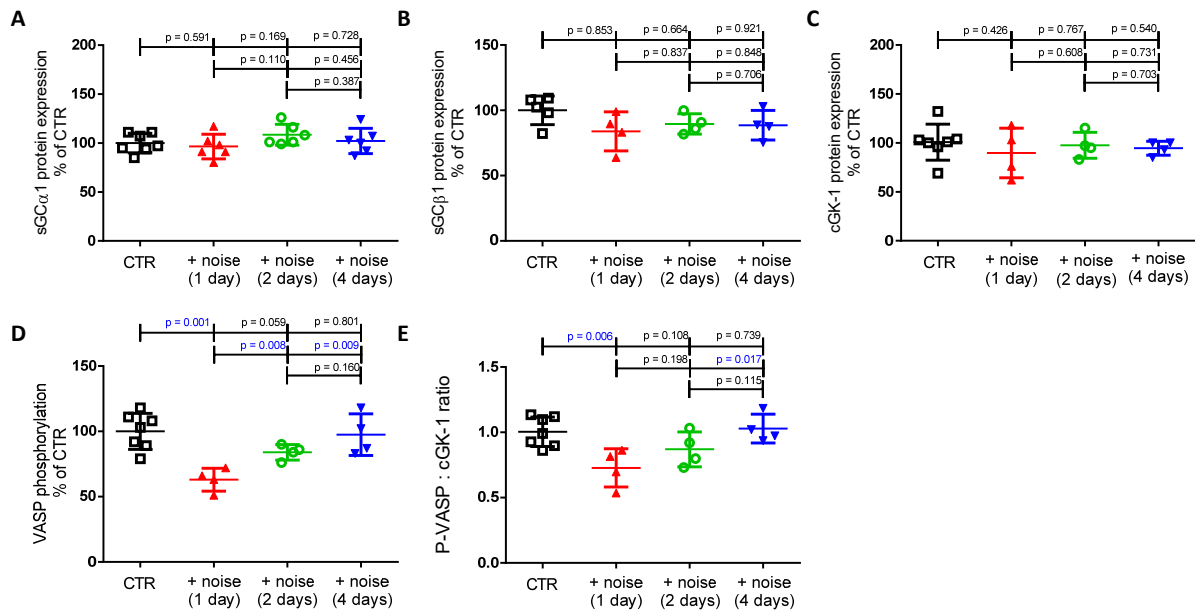 A
sGCα1 protein expression
% of CTR
200
150
100
50
0
p = 0.591
p = 0.169
p = 0.728
p = 0.110
p = 0.456
p = 0.387
CTR
+ noise
(1 day)
+ noise
(2 days)
+ noise
(4 days)
B
sGCβ1 protein expression
% of CTR
150
100
50
0
p = 0.853
p = 0.664
p = 0.921
p = 0.837
p = 0.848
p = 0.706
CTR
+ noise
(1 day)
+ noise
(2 days)
+ noise
(4 days)
C
cGK-1 protein expression
% of CTR
200
150
100
50
0
p = 0.426
p = 0.767
p = 0.540
p = 0.608
p = 0.731
p = 0.703
CTR
+ noise
(1 day)
+ noise
(2 days)
+ noise
(4 days)
D
VASP phosphorylation
% of CTR
150
100
50
0
p = 0.001
p = 0.059
p = 0.801
p = 0.008
p = 0.009
p = 0.160
CTR
+ noise
(1 day)
+ noise
(2 days)
+ noise
(4 days)
E
P-VASP : cGK-1 ratio
1.5
1.0
0.5
0.0
p = 0.006
p = 0.108
p = 0.739
p = 0.198
p = 0.017
p = 0.115
CTR
+ noise
(1 day)
+ noise
(2 days)
+ noise
(4 days)